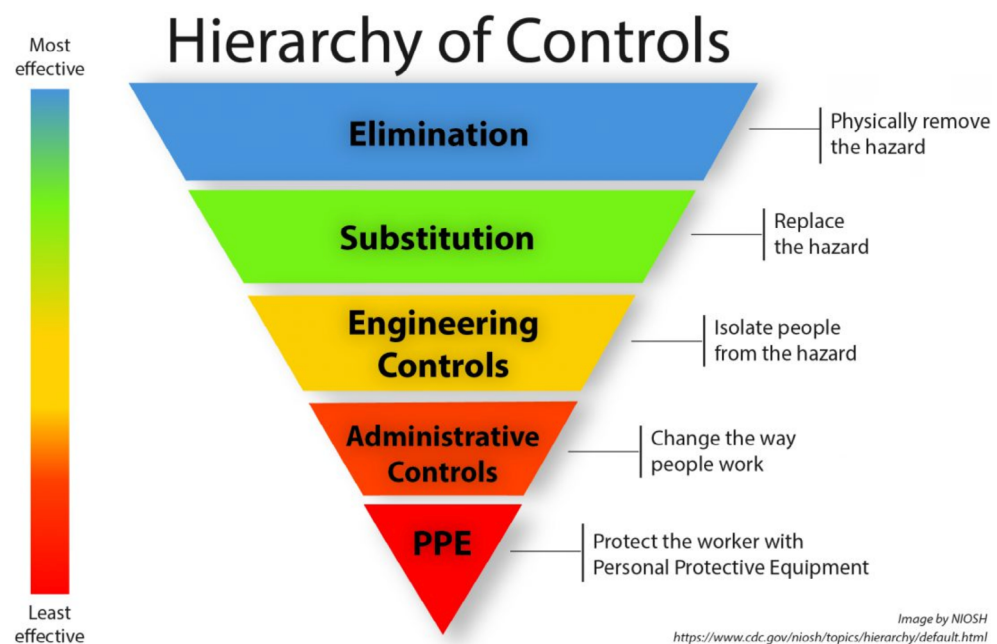 Hierarchy of Controls
Most
effective
Elimination
Physically remove
the hazard
Substitution
Replace
the hazard
Engineering
Controls
Isolate people
from the hazard
Administrative
Controls
Change the way
people work
PPE
Protect the worker with
Personal Protective Equipment
Least
effective
Image by NIOSH
https://www.cdc.gov/niosh/topics/hierarchy/default.html